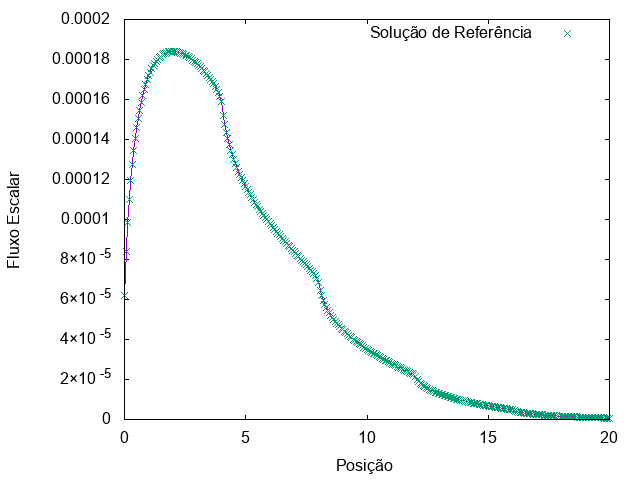 Solução de Referência
0.0002
0.00018
0.00016
0.00014
0.00012
0.0001
8×10⁻⁵
6×10⁻⁵
4×10⁻⁵
2×10⁻⁵
0
Fluxo Escalar
0 5 10 15 20
Posição